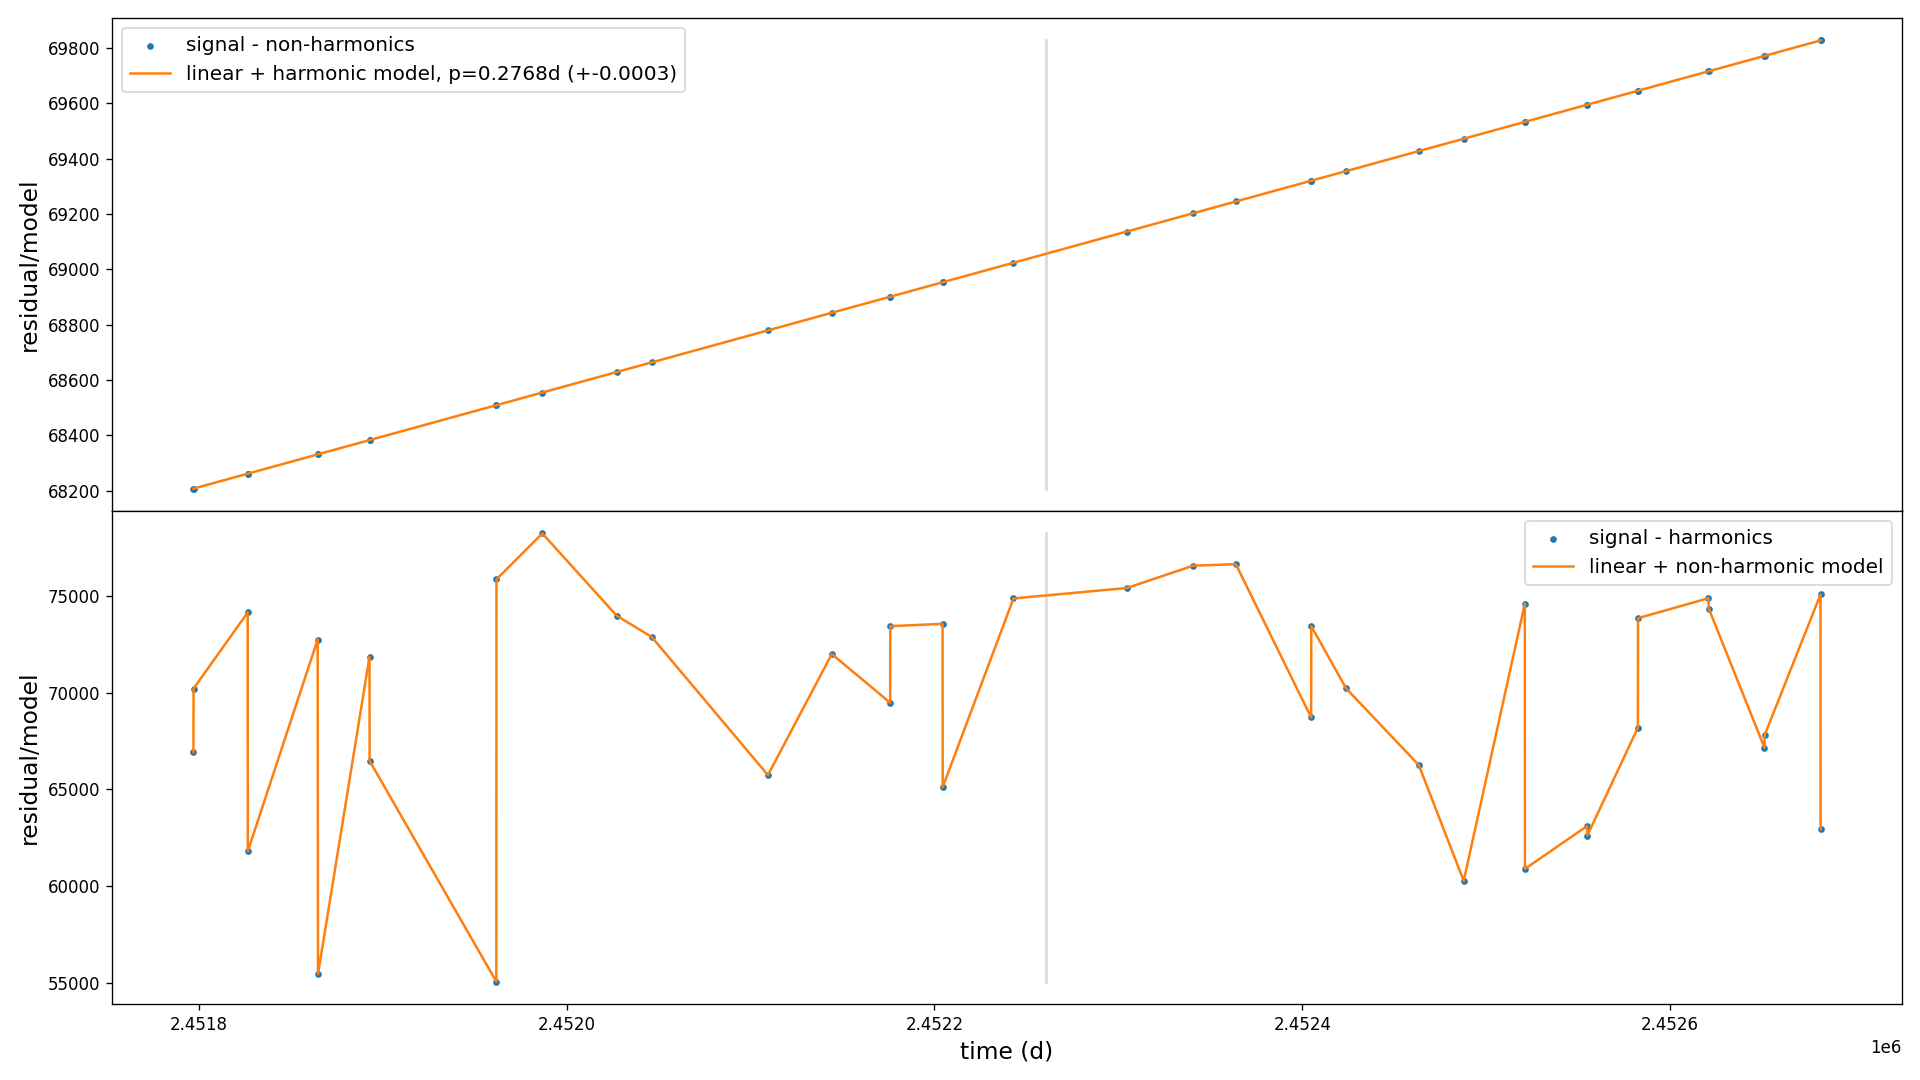 signal - non-harmonics
linear + harmonic model, p=0.2768d (+-0.0003)
69800
69600
69400
69200
69000
68800
68600
68400
68200
residual/model
signal - harmonics
linear + non-harmonic model
75000
70000
65000
60000
55000
residual/model
2.4518
2.4520
2.4522
2.4524
2.4526
1e6
time (d)